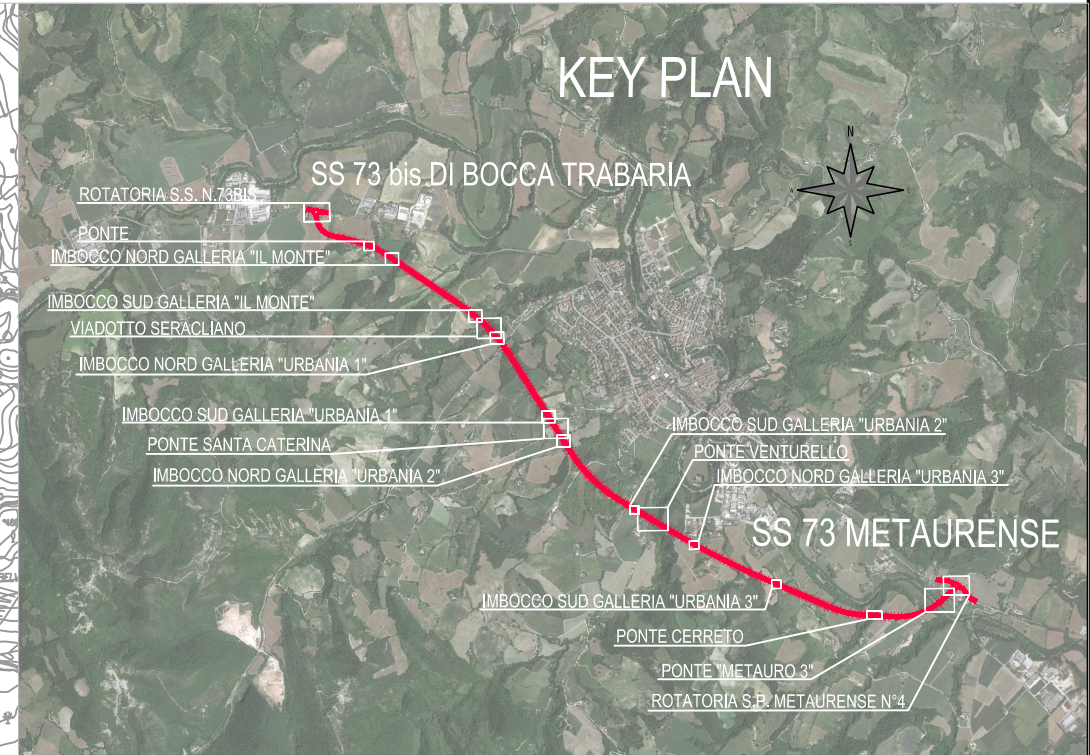 KEY PLAN
N
A
S
SS 73 bis DI BOCCA TRABARIA
ROTATORIA S.S. N.73BIS
PONTE
IMBOCCO NORD GALLERIA "IL MONTE"
IMBOCCO SUD GALLERIA "IL MONTE"
VIADOTTO SERACLIANO
IMBOCCO NORD GALLERIA "URBANIA 1"
IMBOCCO SUD GALLERIA "URBANIA 1"
PONTE SANTA CATERINA
IMBOCCO NORD GALLERIA "URBANIA 2"
IMBOCCO SUD GALLERIA "URBANIA 2"
PONTE VENTURELLO
IMBOCCO NORD GALLERIA "URBANIA 3"
SS 73 METAURENSE
IMBOCCO SUD GALLERIA "URBANIA 3"
PONTE CERRETO
PONTE "METAURO 3"
ROTATORIA S.P. METAURENSE N°4